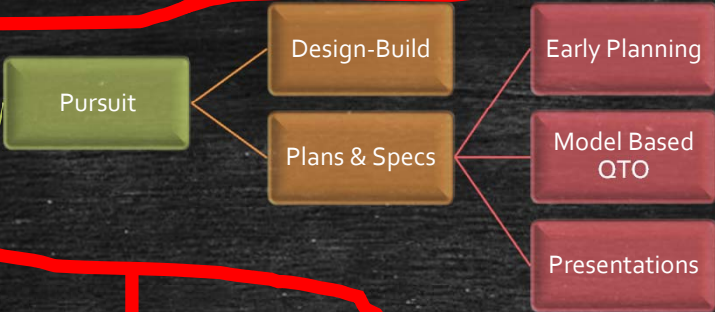 Pursuit
Design-Build
Plans & Specs
Early Planning
Model Based
QTO
Presentations